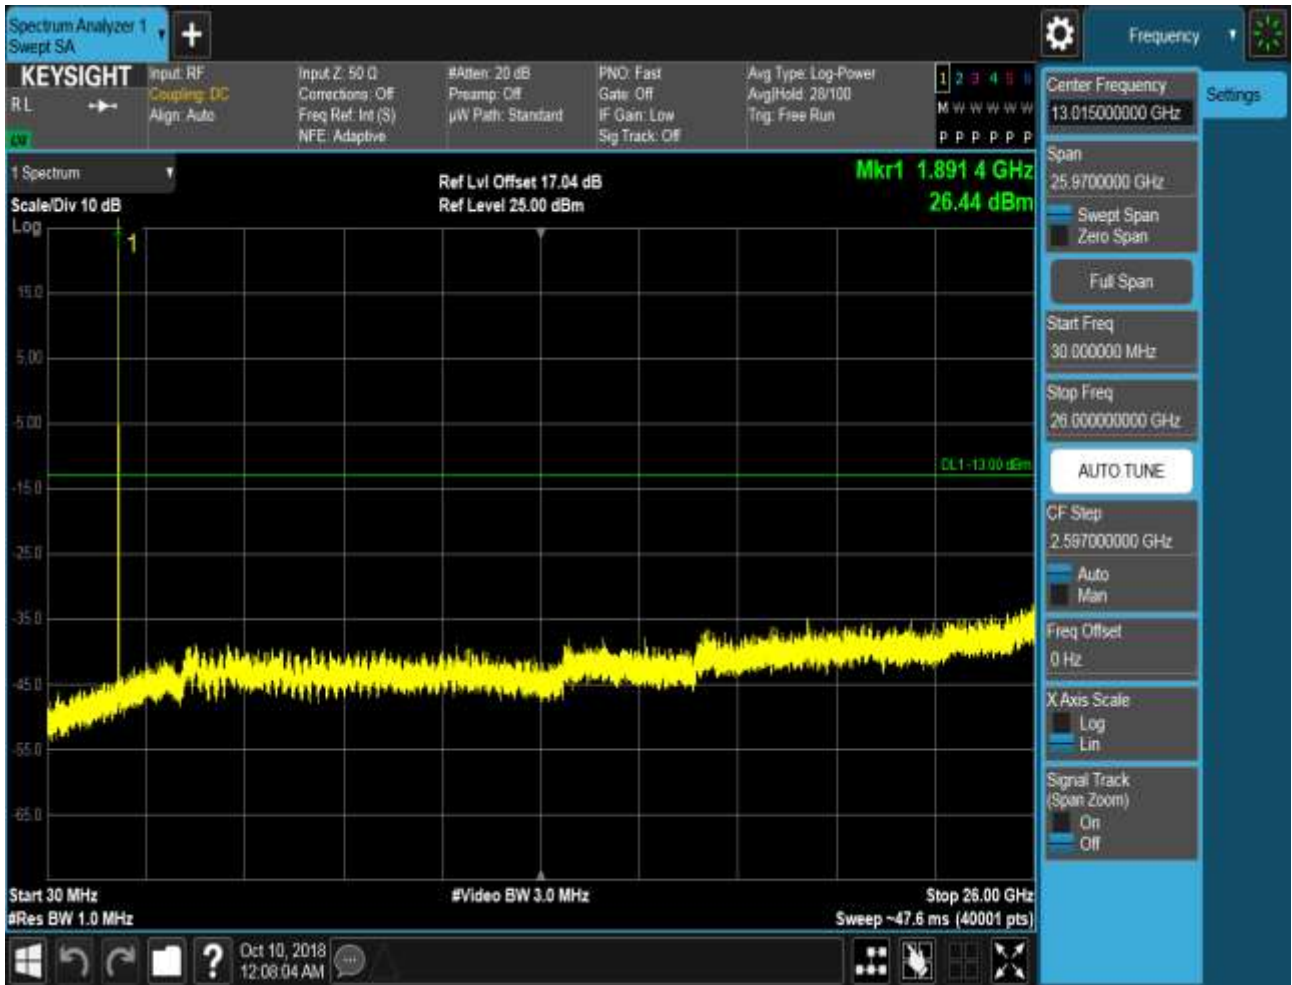 Spectrum Analyzer 1
Swept SA
+
Frequency
KEYSIGHT
RL
LXI
Input: RF
Coupling: DC
Align: Auto
Input Z: 50 Ω
Corrections: Off
Freq Ref: Int (S)
NFE: Adaptive
#Atten: 20 dB
Preamp: Off
µW Path: Standard
PNO: Fast
Gate: Off
IF Gain: Low
Sig Track: Off
Avg Type: Log-Power
Avg|Hold: 28/100
Trig: Free Run
1 2 3 4 5 6
M W W W W W
P P P P P P
1 Spectrum
Scale/Div 10 dB
Ref Lvl Offset 17.04 dB
Ref Level 25.00 dBm
Mkr1 1.891 4 GHz
26.44 dBm
Log
1
15.0
5.00
-5.00
DL1 -13.00 dBm
-15.0
-25.0
-35.0
-45.0
-55.0
-65.0
Start 30 MHz
#Video BW 3.0 MHz
Stop 26.00 GHz
#Res BW 1.0 MHz
Sweep ~47.6 ms (40001 pts)
Center Frequency
13.015000000 GHz
Settings
Span
25.9700000 GHz
Swept Span
Zero Span
Full Span
Start Freq
30.000000 MHz
Stop Freq
26.000000000 GHz
AUTO TUNE
CF Step
2.597000000 GHz
Auto
Man
Freq Offset
0 Hz
X Axis Scale
Log
Lin
Signal Track
(Span Zoom)
On
Off
?
Oct 10, 2018
12:08:04 AM